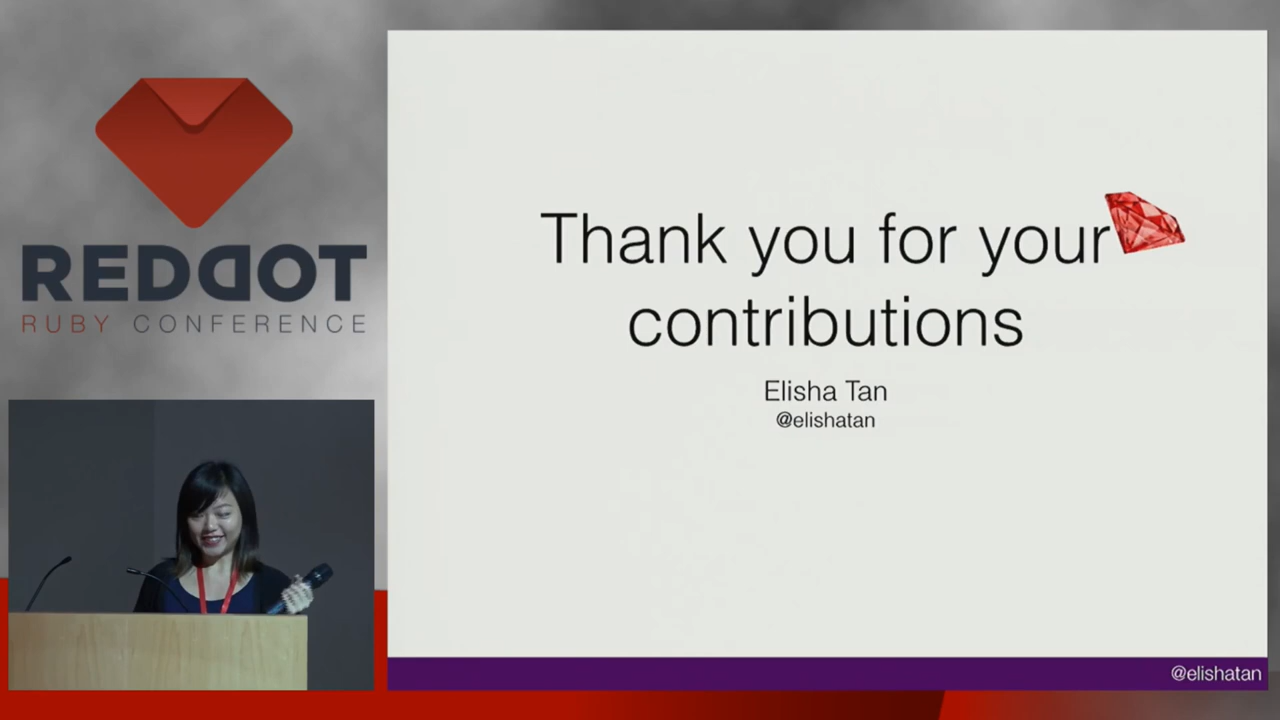 REDDOT
RUBY CONFERENCE
Thank you for your
contributions
Elisha Tan
@elishatan
@elishatan